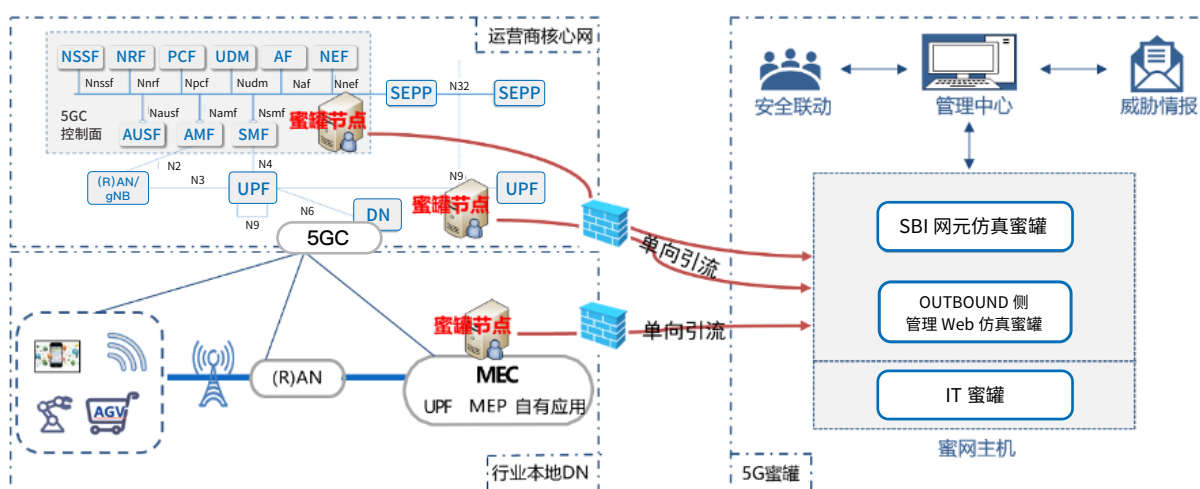 运营商核心网
NSSF
NRF
PCF
UDM
AF
NEF
Nnssf
Nnrf
Npcf
Nudm
Naf
Nnef
SEPP
N32
SEPP
5GC
控制面
Nausf
Namf
Nsmf
蜜罐节点
AUSF
AMF
SMF
N2
N4
(R)AN/
gNB
N3
UPF
N9
UPF
蜜罐节点
N9
N6
DN
5GC
单向引流
蜜罐节点
单向引流
(R)AN
MEC
UPF MEP 自有应用
AGV
行业本地DN
安全联动
管理中心
威胁情报
SBI 网元仿真蜜罐
OUTBOUND 侧
管理 Web 仿真蜜罐
IT 蜜罐
蜜网主机
5G蜜罐